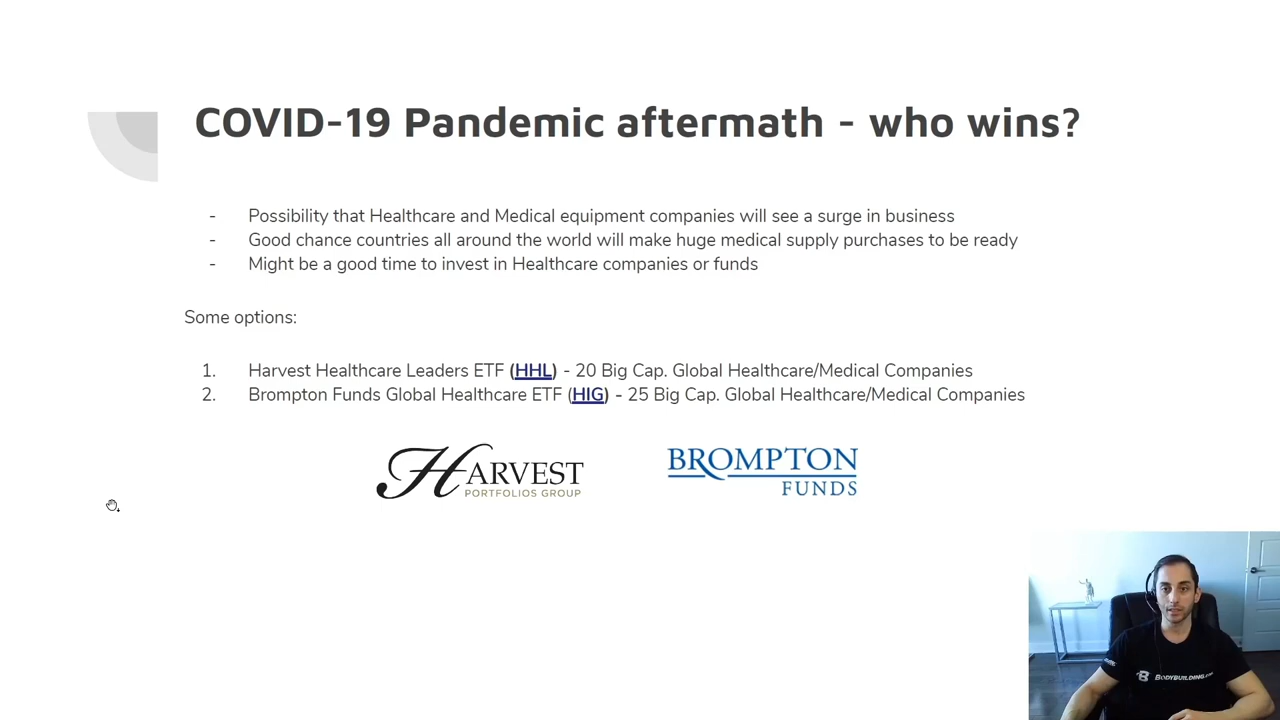 COVID-19 Pandemic aftermath - who wins?
- Possibility that Healthcare and Medical equipment companies will see a surge in business
- Good chance countries all around the world will make huge medical supply purchases to be ready
- Might be a good time to invest in Healthcare companies or funds
Some options:
1. Harvest Healthcare Leaders ETF (HHL) - 20 Big Cap. Global Healthcare/Medical Companies
2. Brompton Funds Global Healthcare ETF (HIG) - 25 Big Cap. Global Healthcare/Medical Companies
HARVEST
PORTFOLIOS GROUP
BROMPTON
FUNDS
BODYBUILDING.com